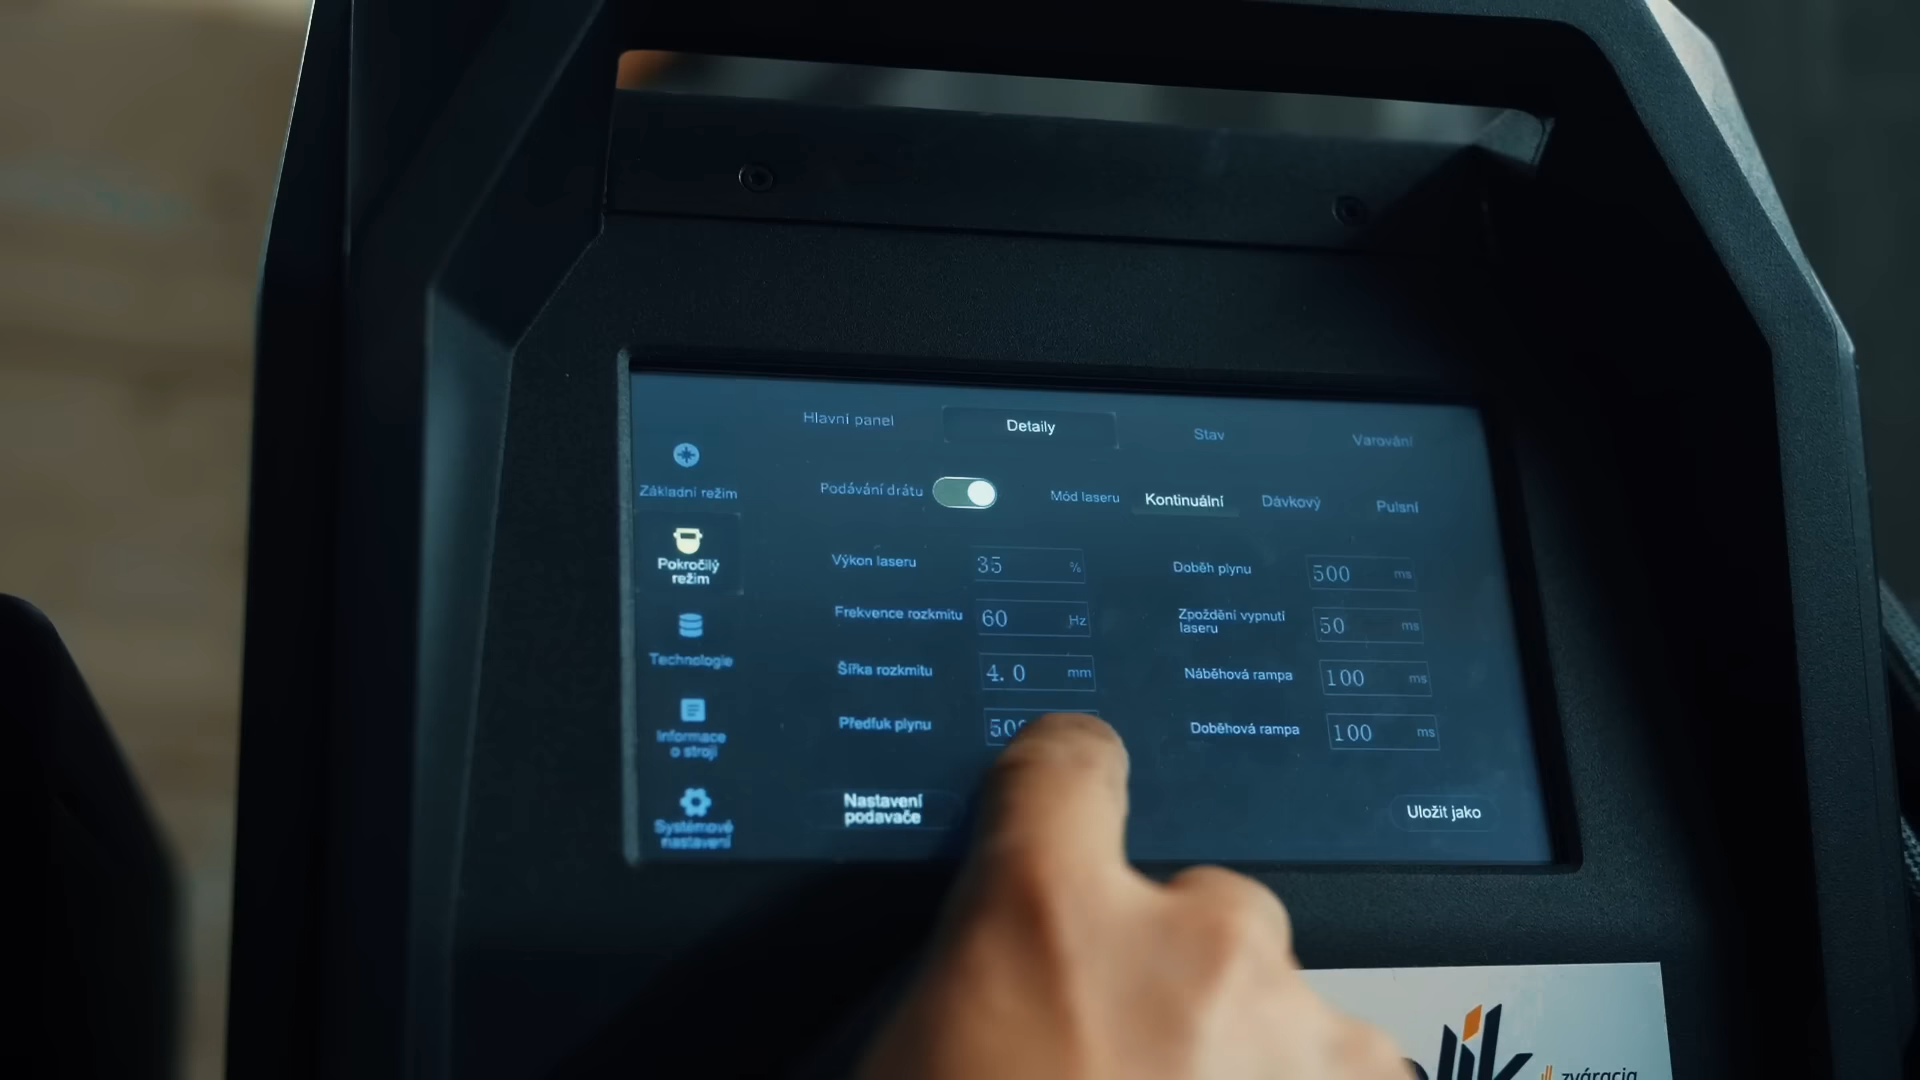 Hlavní panel
Detaily
Stav
Varování
Základní režim
Podávání drátu
Mód laseru
Kontinuální
Dávkový
Pulsní
Pokročilý
režim
Výkon laseru
35
%
Doběh plynu
500
ms
Frekvence rozkmitu
60
Hz
Zpoždění vypnutí
laseru
50
ms
Technologie
Šířka rozkmitu
4.0
mm
Náběhová rampa
100
ms
Informace
o stroji
Předfuk plynu
Doběhová rampa
100
ms
Systémové
nastavení
Nastavení
podavače
Uložit jako
zváracia